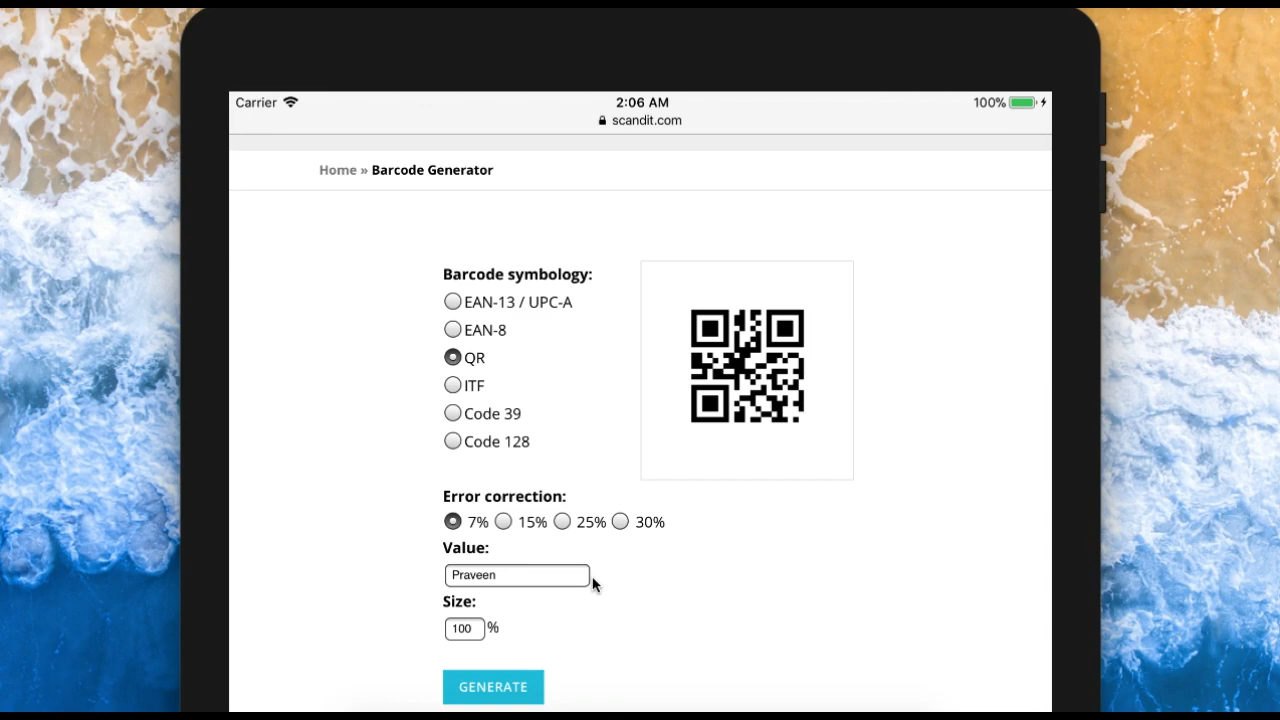 Carrier 2:06 AM 100%
scandit.com
Home » Barcode Generator
Barcode symbology:
EAN-13 / UPC-A
EAN-8
QR
ITF
Code 39
Code 128
Error correction:
7% 15% 25% 30%
Value:
Praveen
Size:
100 %
GENERATE